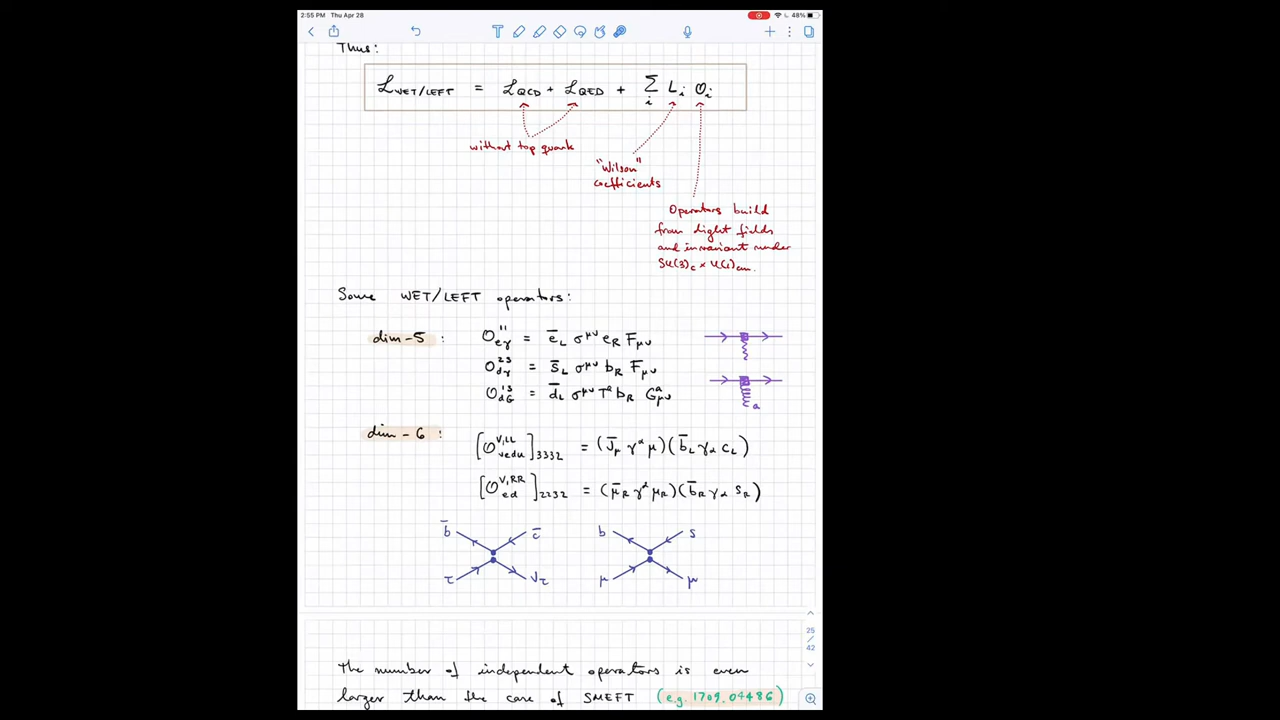 2:55 PM Thu Apr 28
48%
Thus:
ℒ_WET/LEFT = ℒ_QCD + ℒ_QED + Σ_i L_i O_i
without top quark
"Wilson"
coefficients
Operators build
from light fields
and invariant under
SU(3)_c × U(1)_em.
Some WET/LEFT operators:
dim-5 : O_eγ^11 = ē_L σ^μν e_R F_μν
O_dγ^23 = s̄_L σ^μν b_R F_μν
O_dG^13 = d̄_L σ^μν T^a b_R G^a_μν
a
dim-6 : [O_νedu^V,LL]_3332 = (ν̄_μ γ^α μ)(b̄_L γ_α c_L)
[O_ed^V,RR]_2232 = (μ̄_R γ^α μ_R)(b̄_R γ_α s_R)
b̄ c̄ b s
τ ν_τ μ μ
25
/
42
The number of independent operators is even
larger than the case of SMEFT (e.g. 1709.04486)